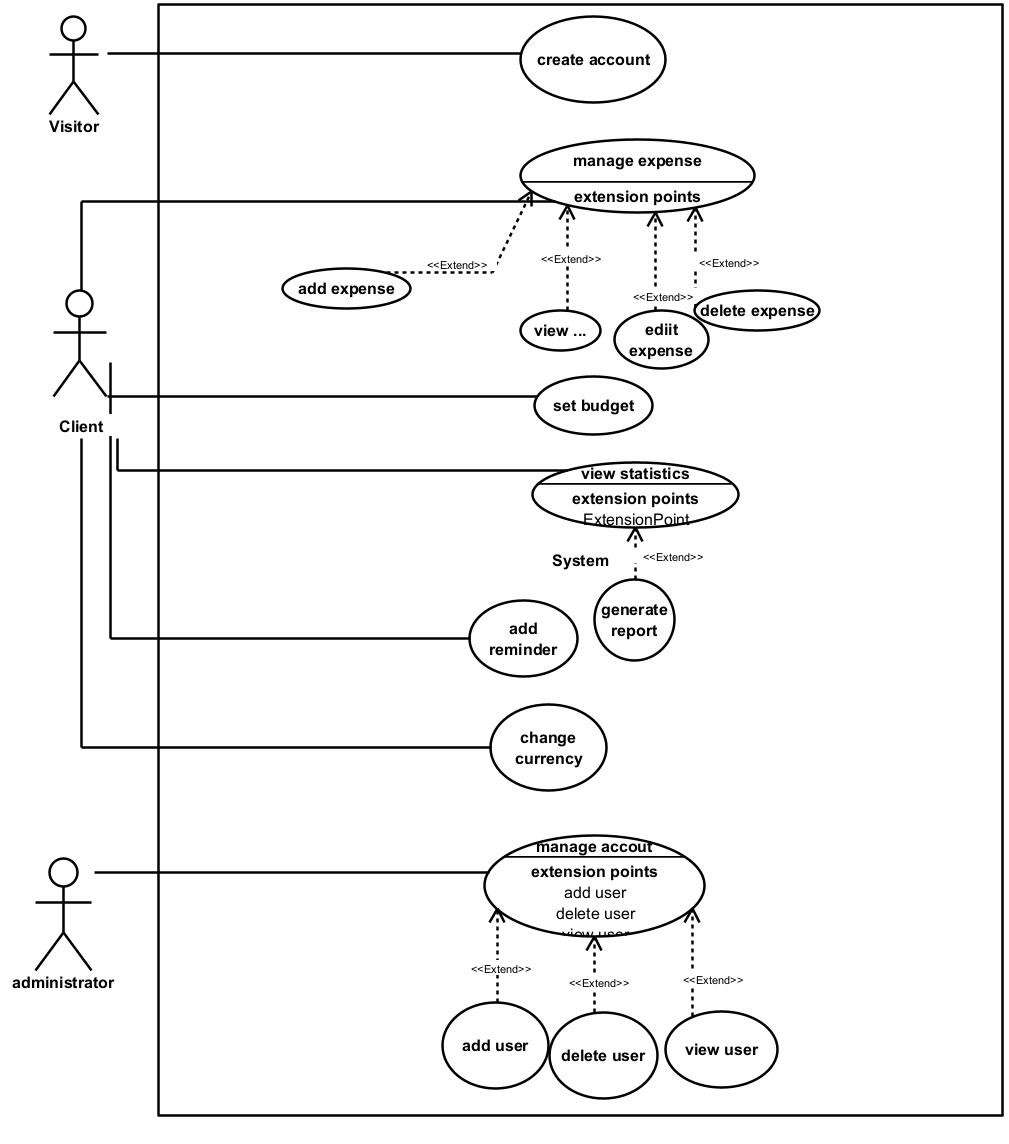 create account
Visitor
manage expense
extension points
<<Extend>>
<<Extend>>
<<Extend>>
<<Extend>>
add expense
view ...
ediit
expense
delete expense
Client
set budget
view statistics
extension points
ExtensionPoint
System
<<Extend>>
generate
report
add
reminder
change
currency
manage accout
extension points
add user
delete user
view user
administrator
<<Extend>>
<<Extend>>
<<Extend>>
add user
delete user
view user